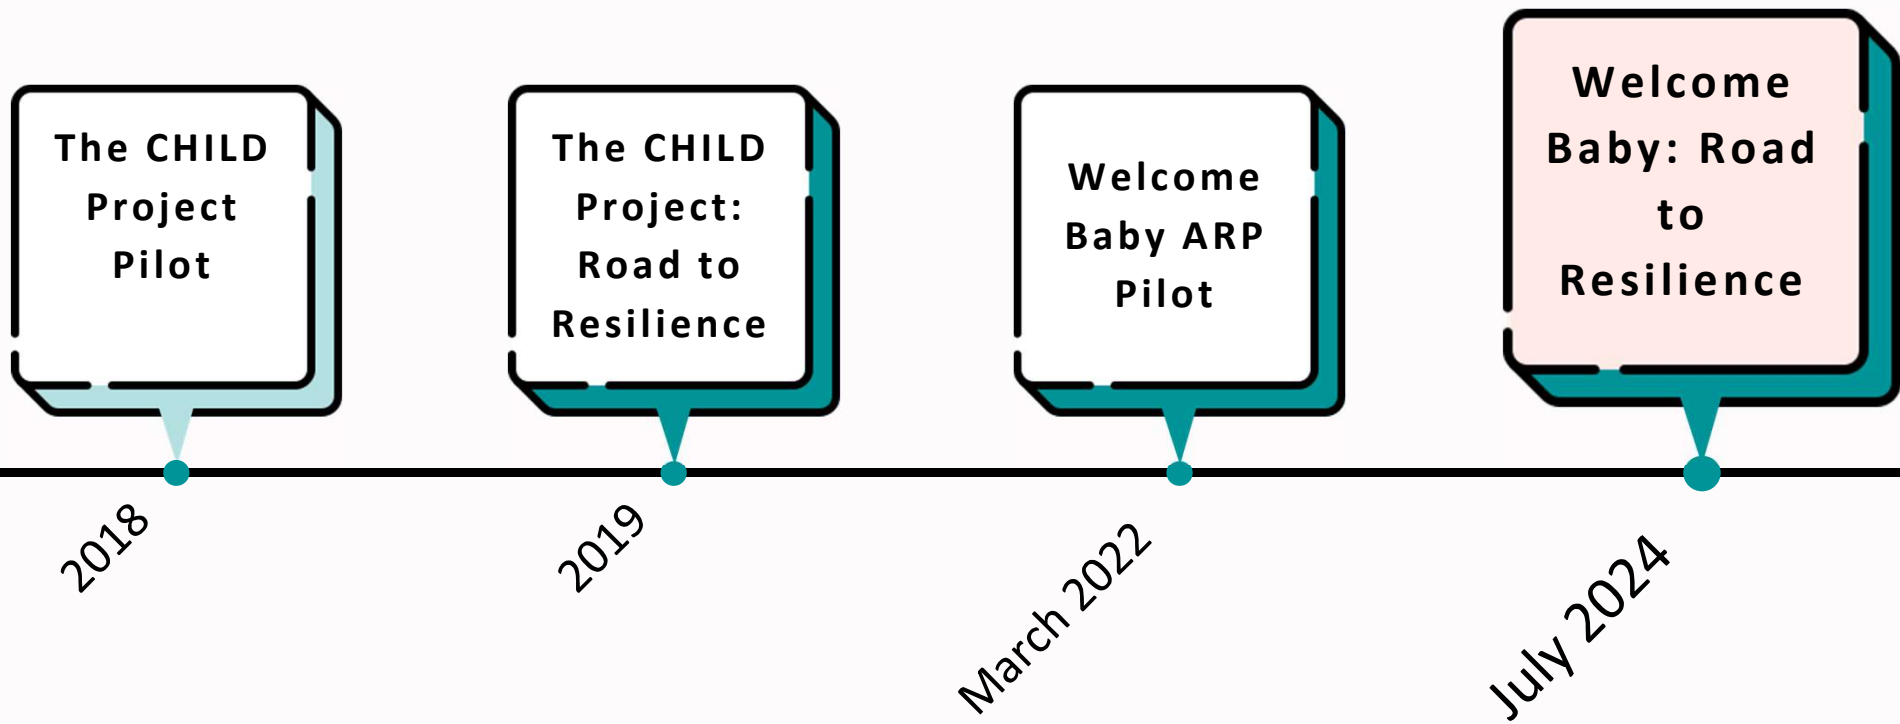 The CHILD
Project
Pilot
The CHILD
Project:
Road to
Resilience
Welcome
Baby ARP
Pilot
Welcome
Baby: Road
to
Resilience
2018
2019
March 2022
July 2024